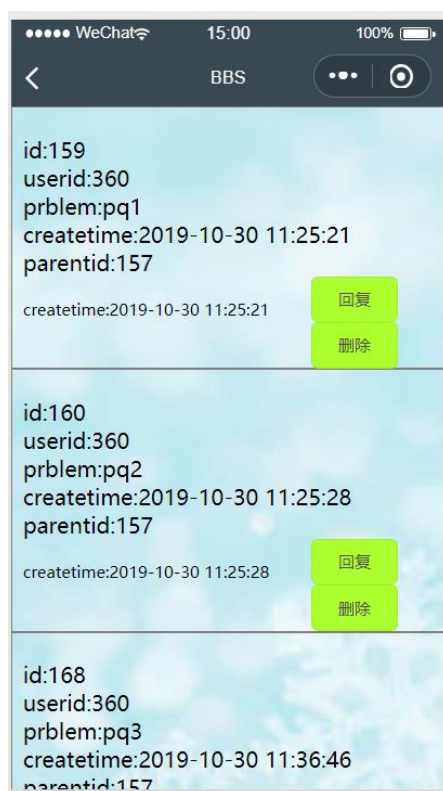 WeChat 15:00 100%
BBS
id:159
userid:360
prblem:pq1
createtime:2019-10-30 11:25:21
parentid:157
回复
createtime:2019-10-30 11:25:21
删除
id:160
userid:360
prblem:pq2
createtime:2019-10-30 11:25:28
parentid:157
回复
createtime:2019-10-30 11:25:28
删除
id:168
userid:360
prblem:pq3
createtime:2019-10-30 11:36:46
parentid:157